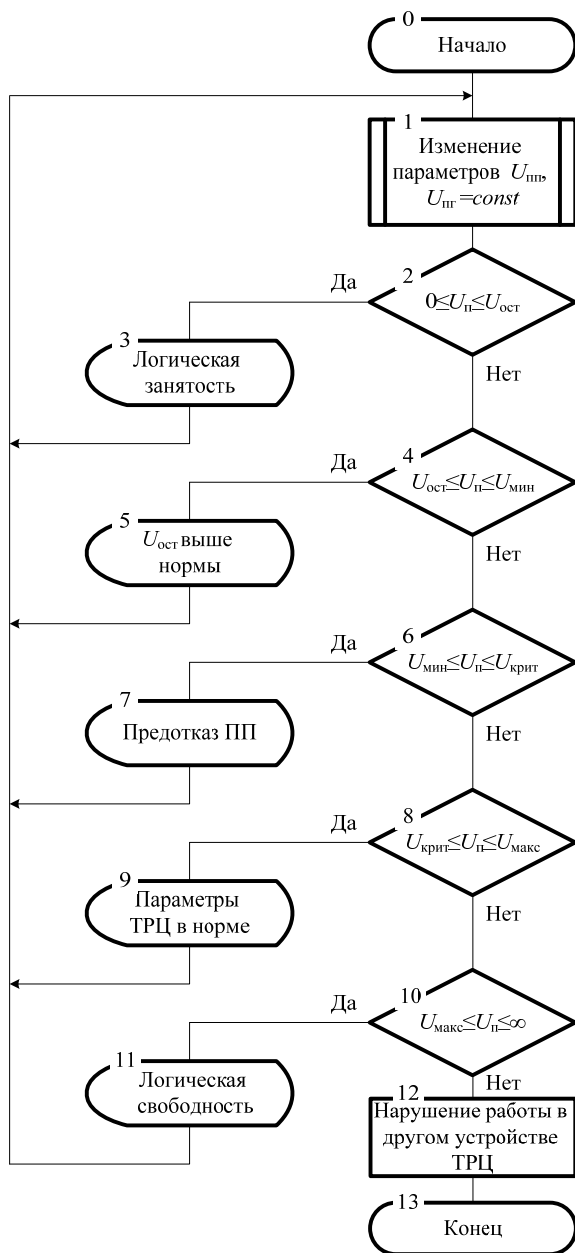 0
Начало
1
Изменение
параметров Uпп,
Uпг=const
2
Да
0≤Uп≤Uост
3
Нет
Логическая
занятость
4
Да
Uост≤Uп≤Uмин
5
Нет
Uост выше
нормы
6
Да
Uмин≤Uп≤Uкрит
7
Нет
Предотказ ПП
8
Да
Uкрит≤Uп≤Uмакс
9
Нет
Параметры
ТРЦ в норме
10
Да
Uмакс≤Uп≤∞
11
Нет
Логическая
свободность
12
Нарушение работы в
другом устройстве
ТРЦ
13
Конец